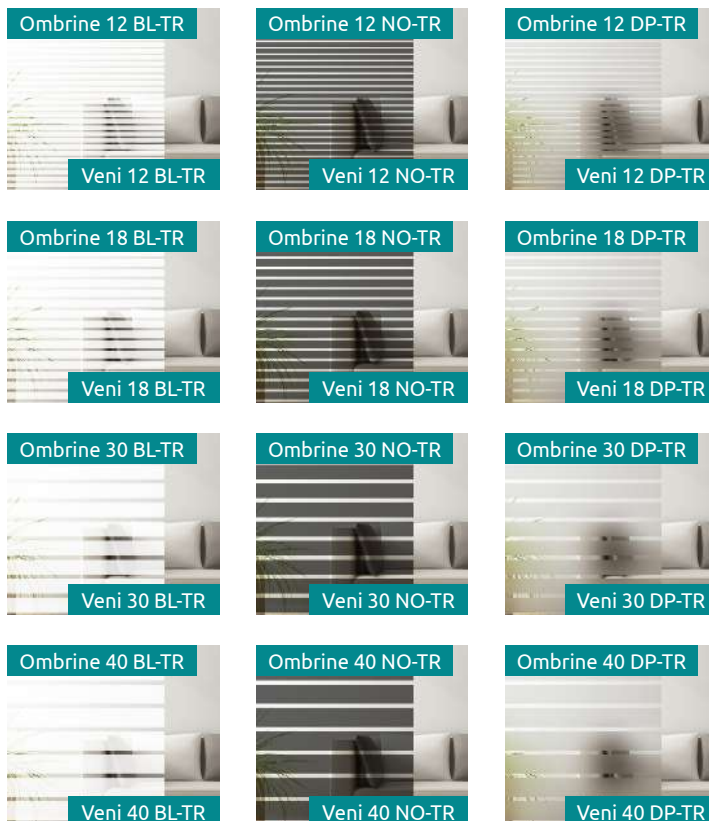 Ombrine 12 BL-TR
Veni 12 BL-TR
Ombrine 12 NO-TR
Veni 12 NO-TR
Ombrine 12 DP-TR
Veni 12 DP-TR
Ombrine 18 BL-TR
Veni 18 BL-TR
Ombrine 18 NO-TR
Veni 18 NO-TR
Ombrine 18 DP-TR
Veni 18 DP-TR
Ombrine 30 BL-TR
Veni 30 BL-TR
Ombrine 30 NO-TR
Veni 30 NO-TR
Ombrine 30 DP-TR
Veni 30 DP-TR
Ombrine 40 BL-TR
Veni 40 BL-TR
Ombrine 40 NO-TR
Veni 40 NO-TR
Ombrine 40 DP-TR
Veni 40 DP-TR